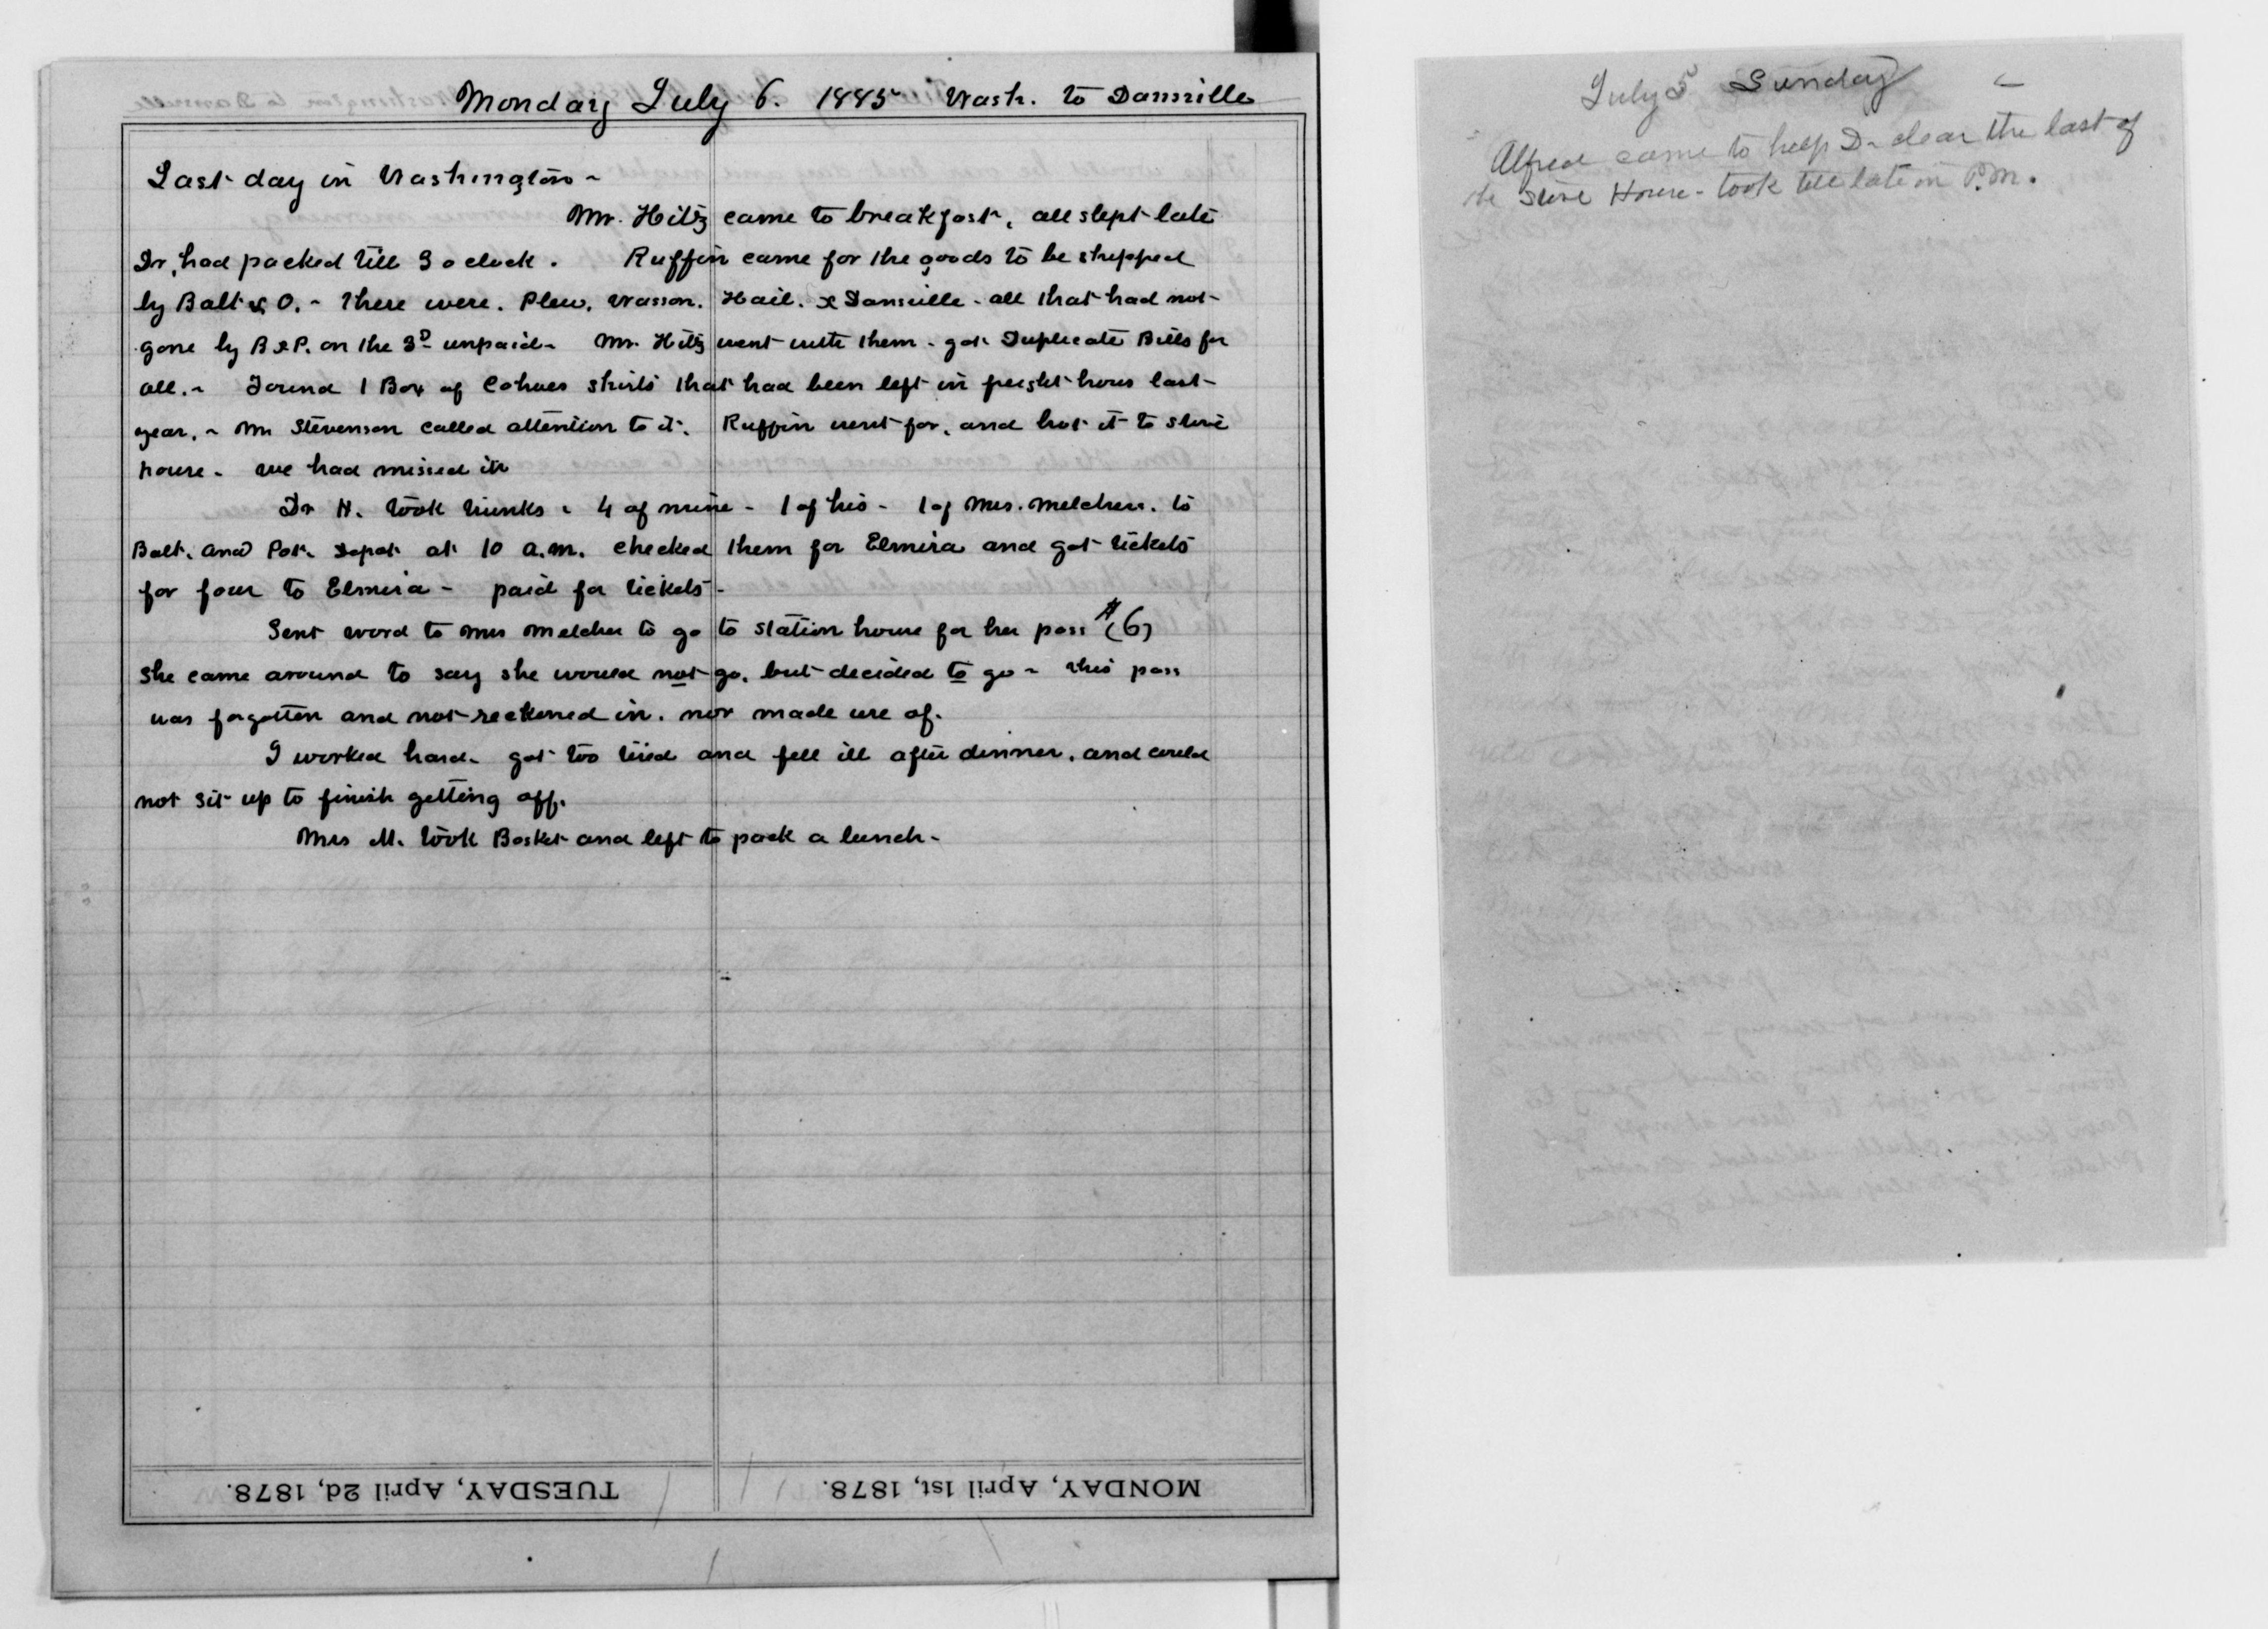 Monday July 6. 1885 Wash. to Dansville
Last day in Washington -
Mr. Hitz came to breakfast, all slept late
Dr. had packed till 3 o clock. Ruffin came for the goods to be shipped
by Balt & O. - There were. Plew. Wasson. Hail. & Dansville - all that had not
gone by B & P. on the 3D unpaid - Mr. Hitz went with them - got Duplicate Bills for
all. - Found 1 Box of Cohoes shirts that had been left in freight hous last
year. - Mr Stevenson called attention to it. Ruffin went for, and brot it to store
house - we had missed it
Dr H. took trunks - 4 of mine - 1 of his - 1 of Mrs. Melchers. to
Balt. and Pot. Depot at 10 a.m. checked them for Elmira and got tickets
for four to Elmira - paid for tickets -
Sent word to Mrs Melcher to go to station house for her pass (6)
She came around to say she would not go, but decided to go - this pass
was forgotten and not reckoned in. nor made use of.
I worked hard - got too tired and fell ill after dinner. and could
not sit up to finish getting off.
Mrs M. took Basket and left to pack a lunch -
MONDAY, April 1st, 1878.
TUESDAY, April 2d, 1878.
July 5 Sunday -
Alfred came to help Dr clear the last of
the Store House - took till late in P.M.